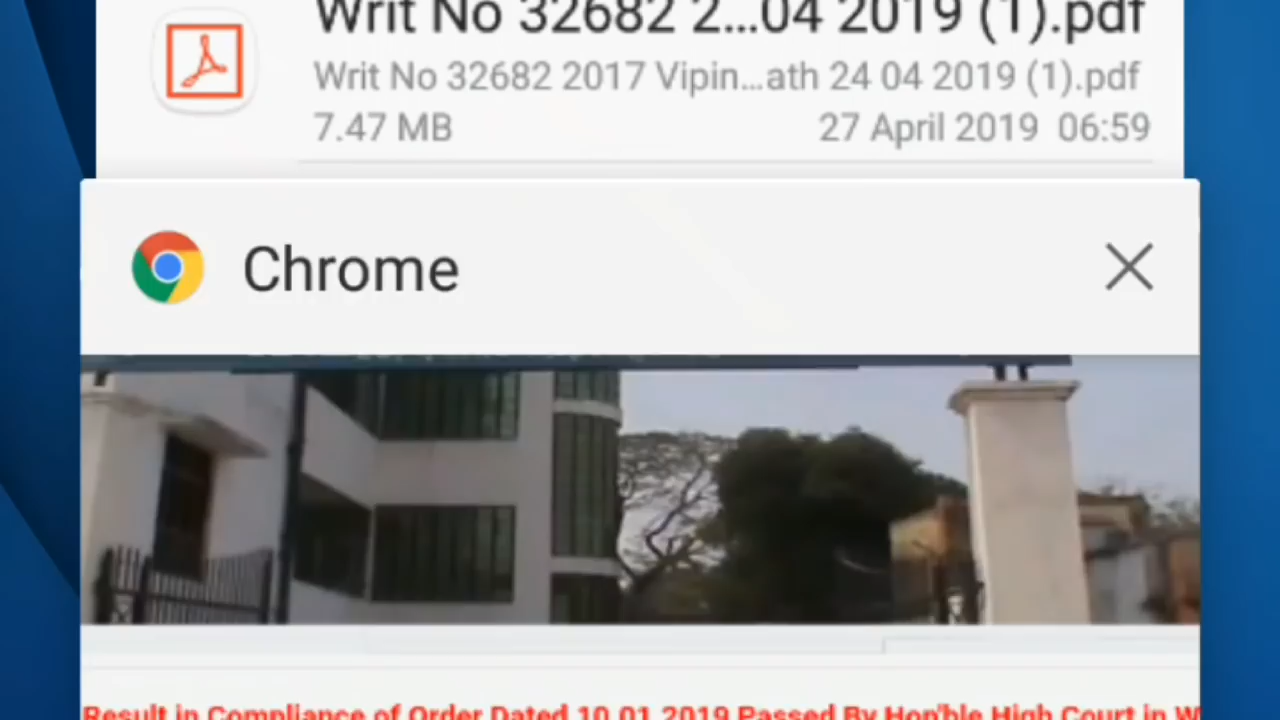 Writ No 32682 2...04 2019 (1).pdf
Writ No 32682 2017 Vipin...ath 24 04 2019 (1).pdf
7.47 MB
27 April 2019 06:59
Chrome
Result in Compliance of Order Dated 10.01.2019 Passed By Hon'ble High Court in W